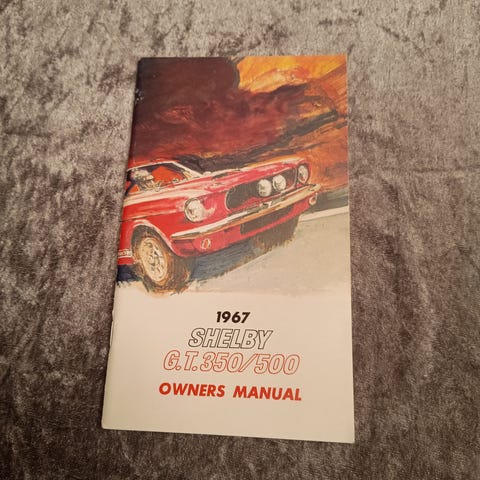 1967
SHELBY
G.T.350/500
OWNERS MANUAL